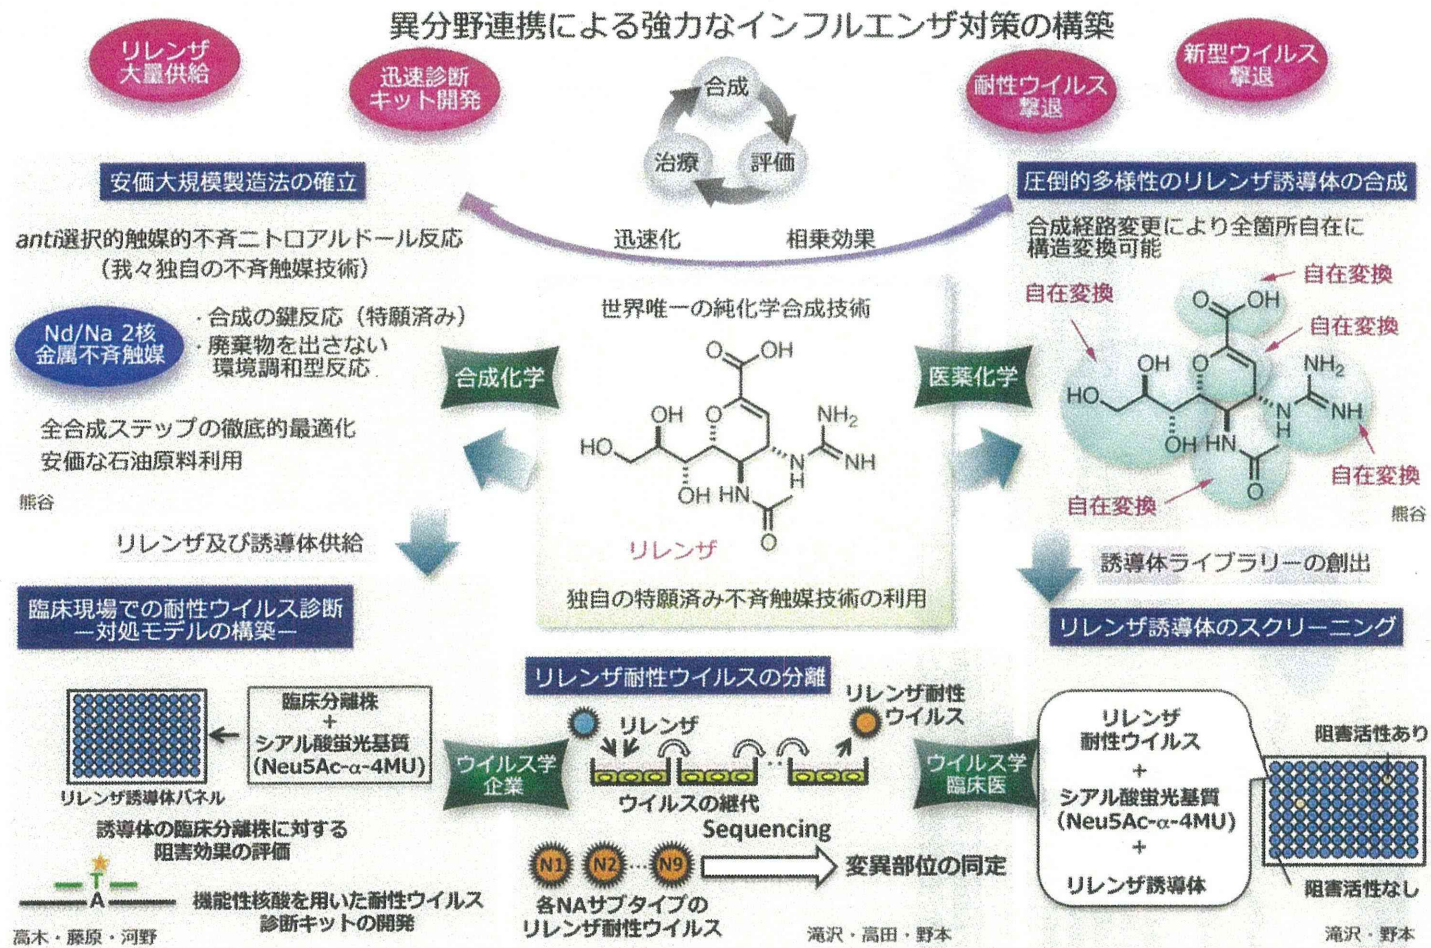 異分野連携による強力なインフルエンザ対策の構築
リレンザ
大量供給
迅速診断
キット開発
合成
治療
評価
耐性ウイルス
撃退
新型ウイルス
撃退
安価大規模製造法の確立
anti選択的触媒的不斉ニトロアルドール反応
（我々独自の不斉触媒技術）
Nd/Na 2核
金属不斉触媒
・合成の鍵反応（特願済み）
・廃棄物を出さない
環境調和型反応
全合成ステップの徹底的最適化
安価な石油原料利用
熊谷
迅速化
相乗効果
世界唯一の純化学合成技術
合成化学
医薬化学
O
OH
OH
O
HO
NH2
N
H
NH
OH
HN
O
リレンザ
独自の特願済み不斉触媒技術の利用
圧倒的多様性のリレンザ誘導体の合成
合成経路変更により全箇所自在に
構造変換可能
自在変換
自在変換
自在変換
O
OH
OH
O
HO
NH2
N
H
NH
OH
HN
O
自在変換
自在変換
熊谷
リレンザ及び誘導体供給
誘導体ライブラリーの創出
臨床現場での耐性ウイルス診断
―対処モデルの構築―
臨床分離株
+
シアル酸蛍光基質
(Neu5Ac-α-4MU)
リレンザ誘導体パネル
誘導体の臨床分離株に対する
阻害効果の評価
T
A
機能性核酸を用いた耐性ウイルス
診断キットの開発
高木・藤原・河野
ウイルス学
企業
リレンザ耐性ウイルスの分離
リレンザ
リレンザ耐性
ウイルス
‥
ウイルスの継代
N1
N2
…
N9
Sequencing
変異部位の同定
各NAサブタイプの
リレンザ耐性ウイルス
滝沢・高田・野本
ウイルス学
臨床医
リレンザ誘導体のスクリーニング
リレンザ
耐性ウイルス
+
シアル酸蛍光基質
(Neu5Ac-α-4MU)
+
リレンザ誘導体
阻害活性あり
阻害活性なし
滝沢・野本